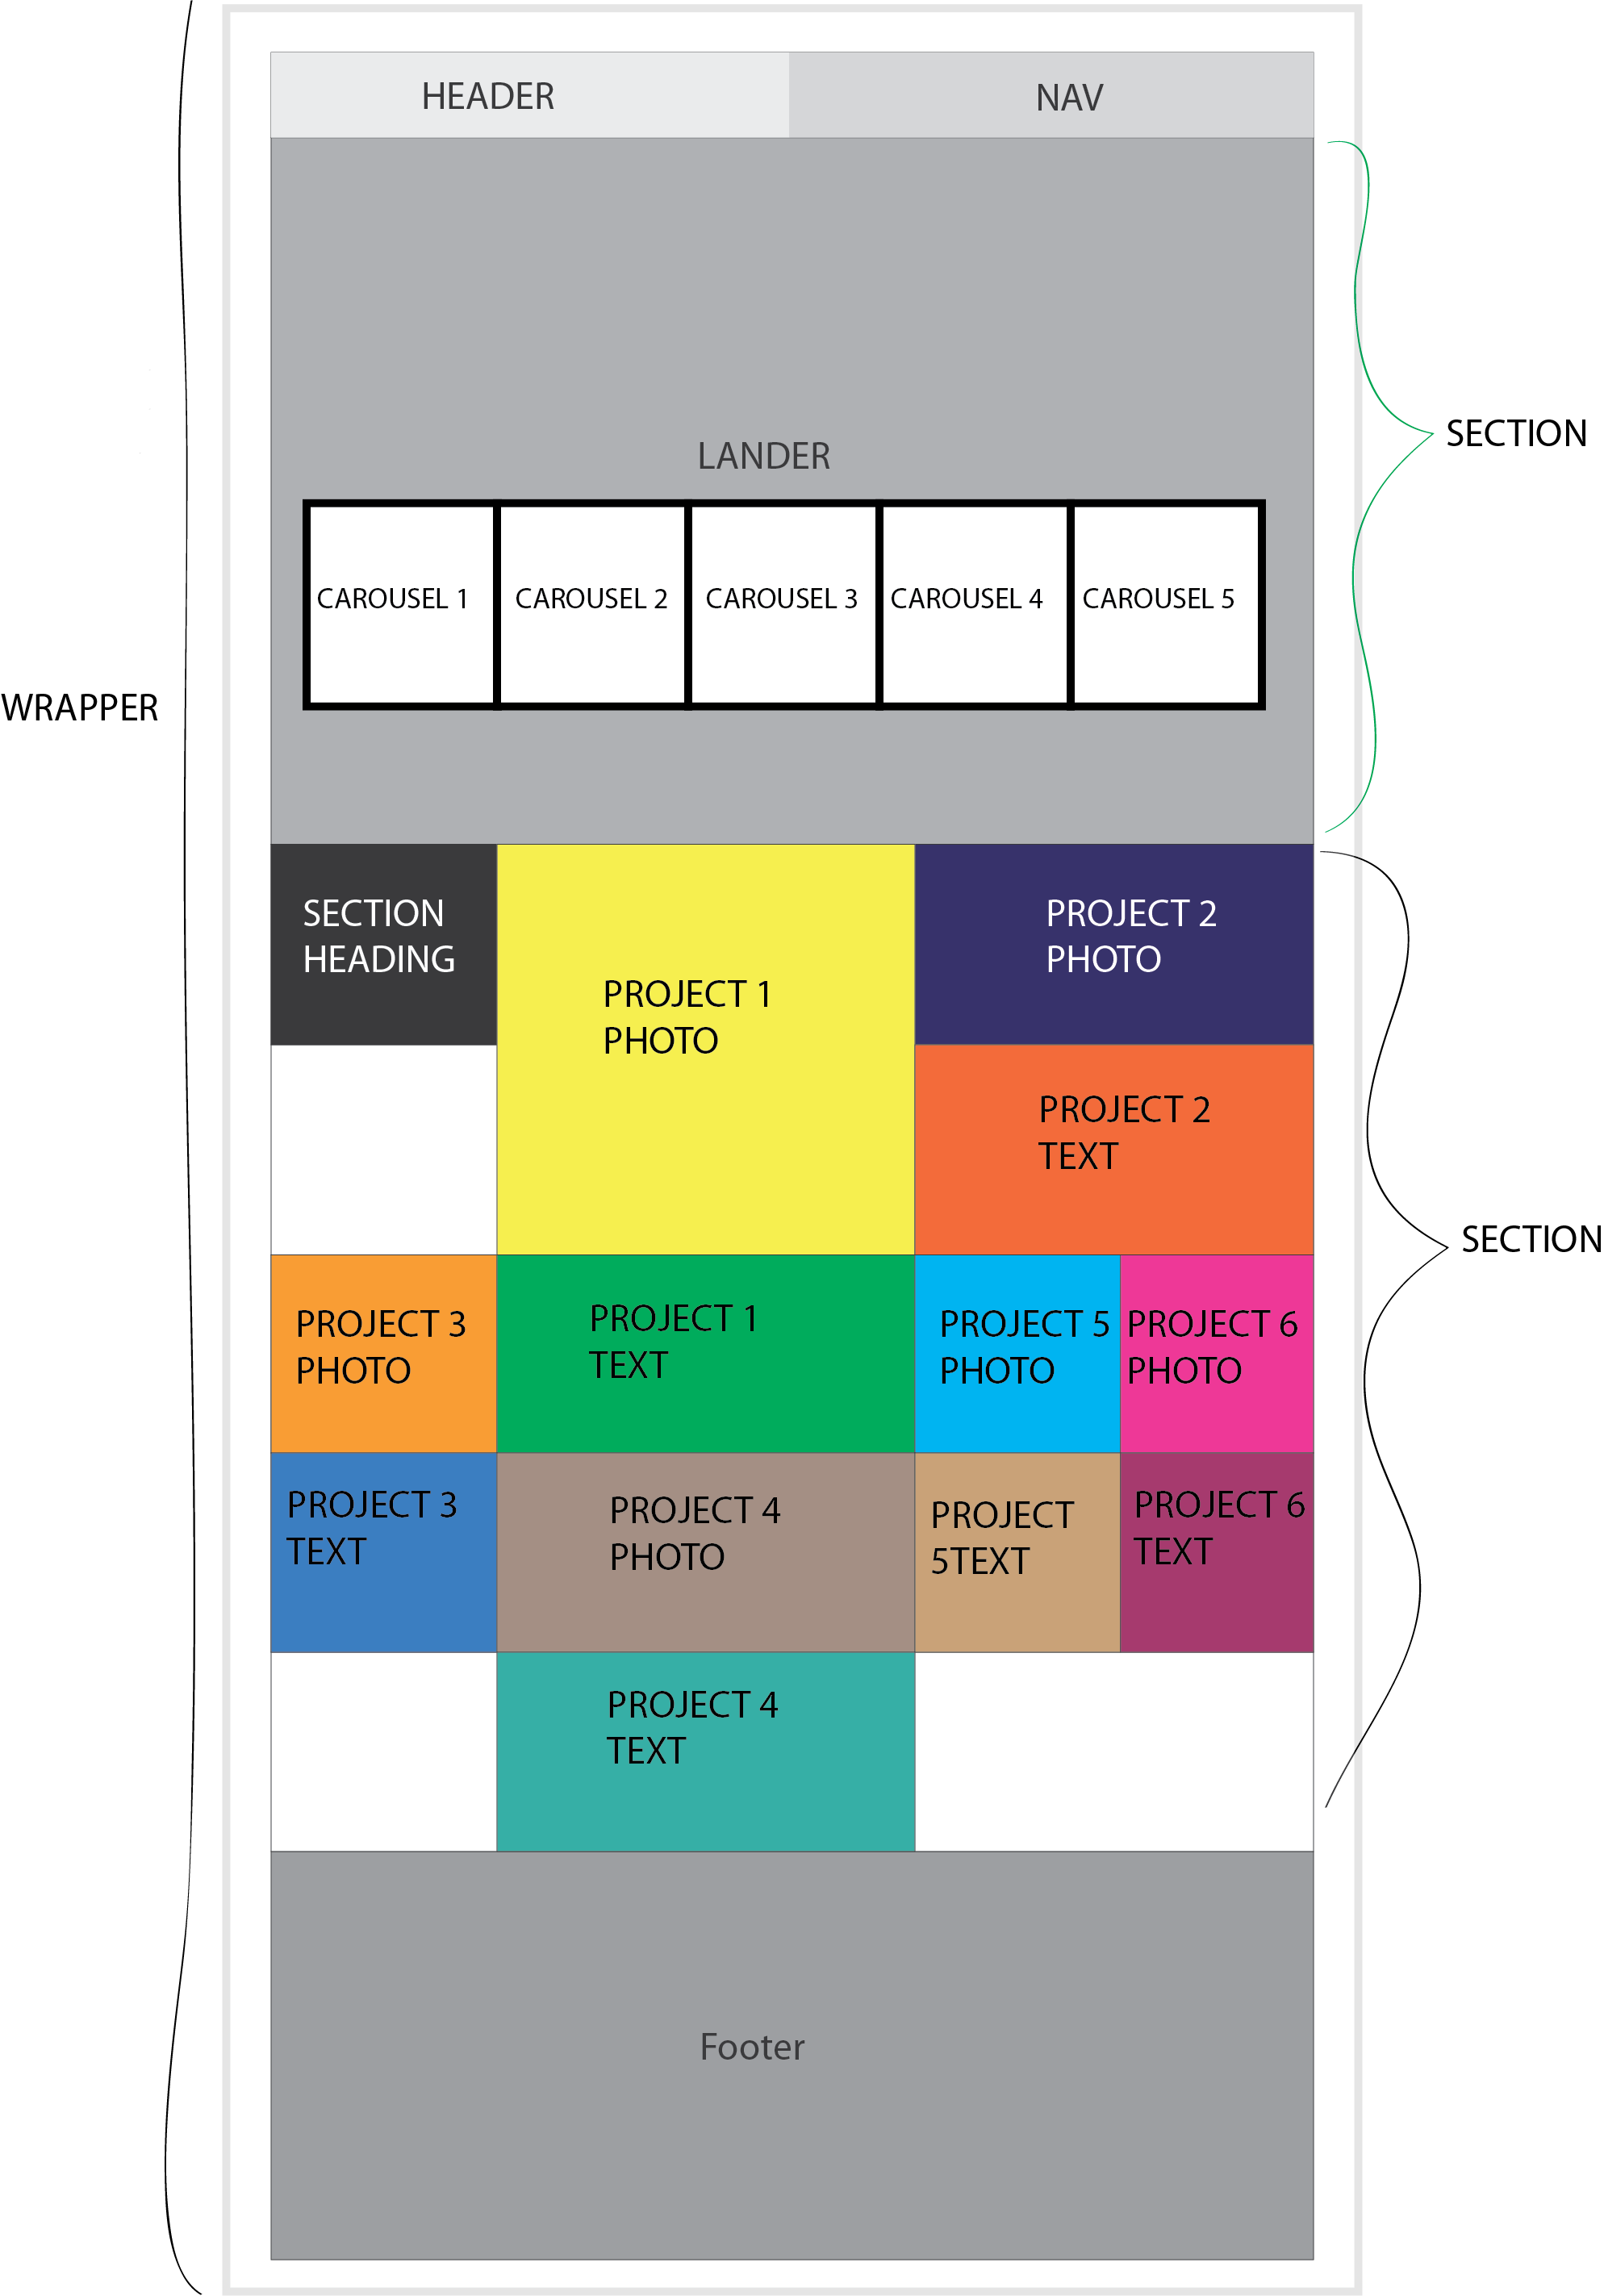 HEADER
NAV
SECTION
LANDER
CAROUSEL 1
CAROUSEL 2
CAROUSEL 3
CAROUSEL 4
CAROUSEL 5
WRAPPER
SECTION
HEADING
PROJECT 1
PHOTO
PROJECT 2
PHOTO
PROJECT 2
TEXT
SECTION
PROJECT 3
PHOTO
PROJECT 1
TEXT
PROJECT 5
PHOTO
PROJECT 6
PHOTO
PROJECT 3
TEXT
PROJECT 4
PHOTO
PROJECT
5TEXT
PROJECT 6
TEXT
PROJECT 4
TEXT
Footer